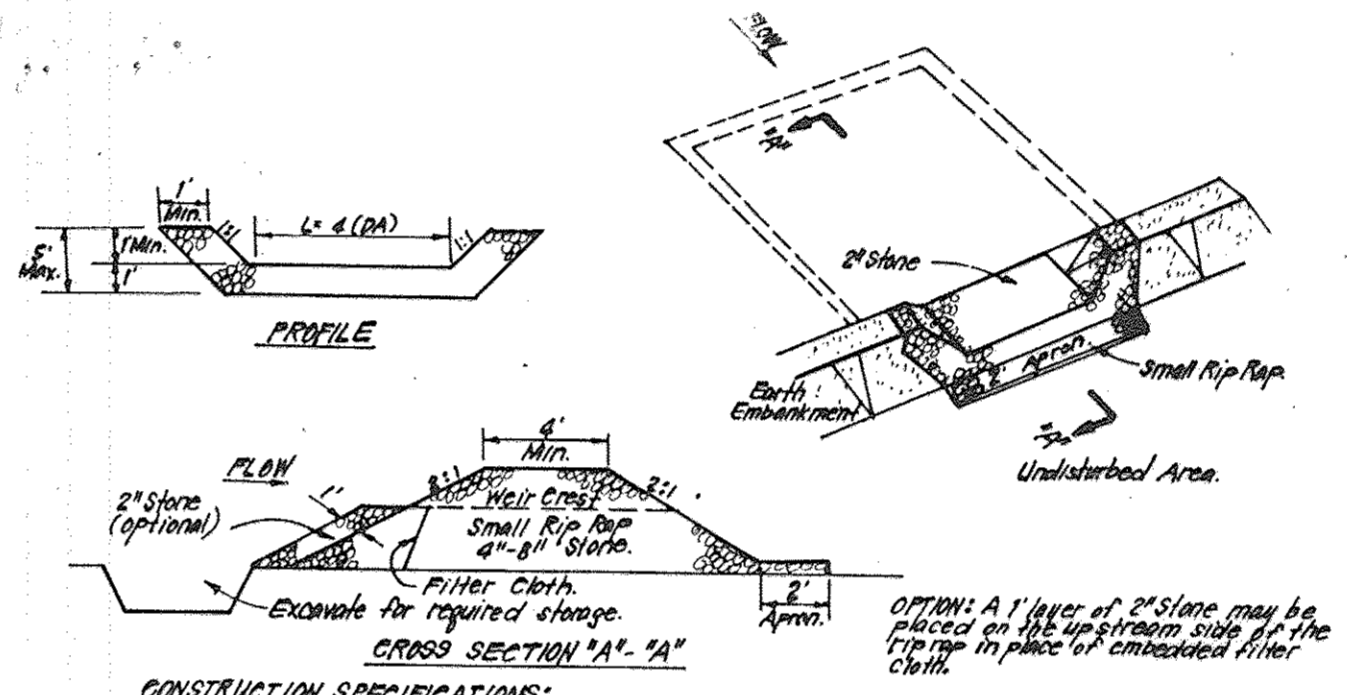 FLOW
"A"
1'
Min.
1:1
L= 4 (DA)
1:1
5'
Max.
1' Min.
1'
PROFILE
2" Stone
2' Apron.
Small Rip Rap.
Earth
Embankment
"A"
Undisturbed Area.
4'
Min.
FLOW
2:1
2:1
1'
2" Stone
(optional)
Weir Crest
Small Rip Rap
4"-8" Stone.
Filter Cloth.
Excavate for required storage.
2'
Apron.
CROSS SECTION "A"-"A"
OPTION: A 1' layer of 2" Stone may be
placed on the upstream side of the
rip rap in place of embedded filter
cloth.
CONSTRUCTION SPECIFICATIONS: